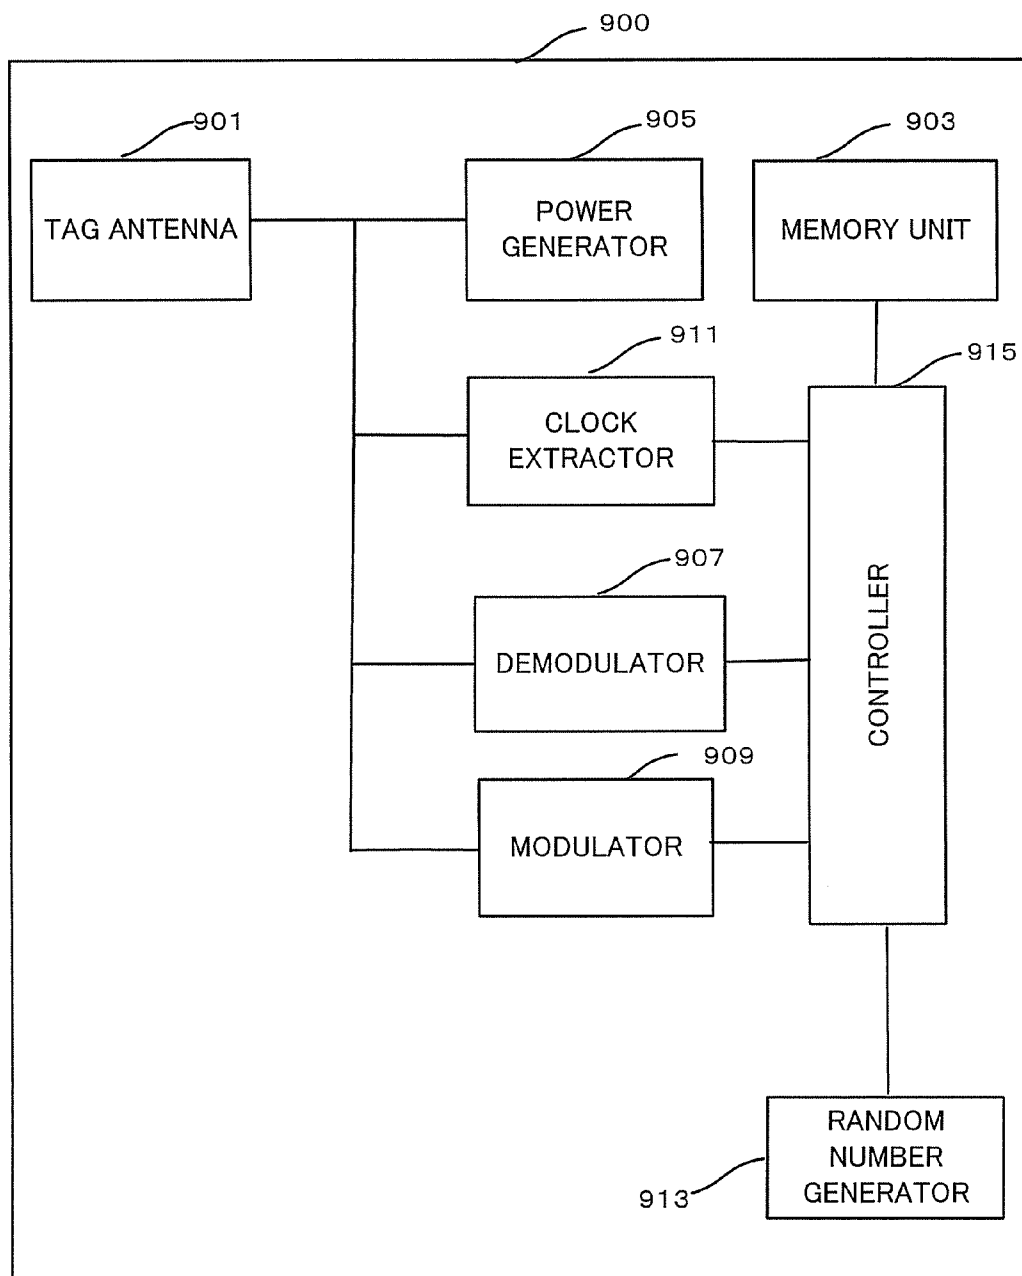 900
901
905
903
TAG ANTENNA
POWER
GENERATOR
MEMORY UNIT
911
915
CLOCK
EXTRACTOR
907
DEMODULATOR
CONTROLLER
909
MODULATOR
RANDOM
NUMBER
GENERATOR
913